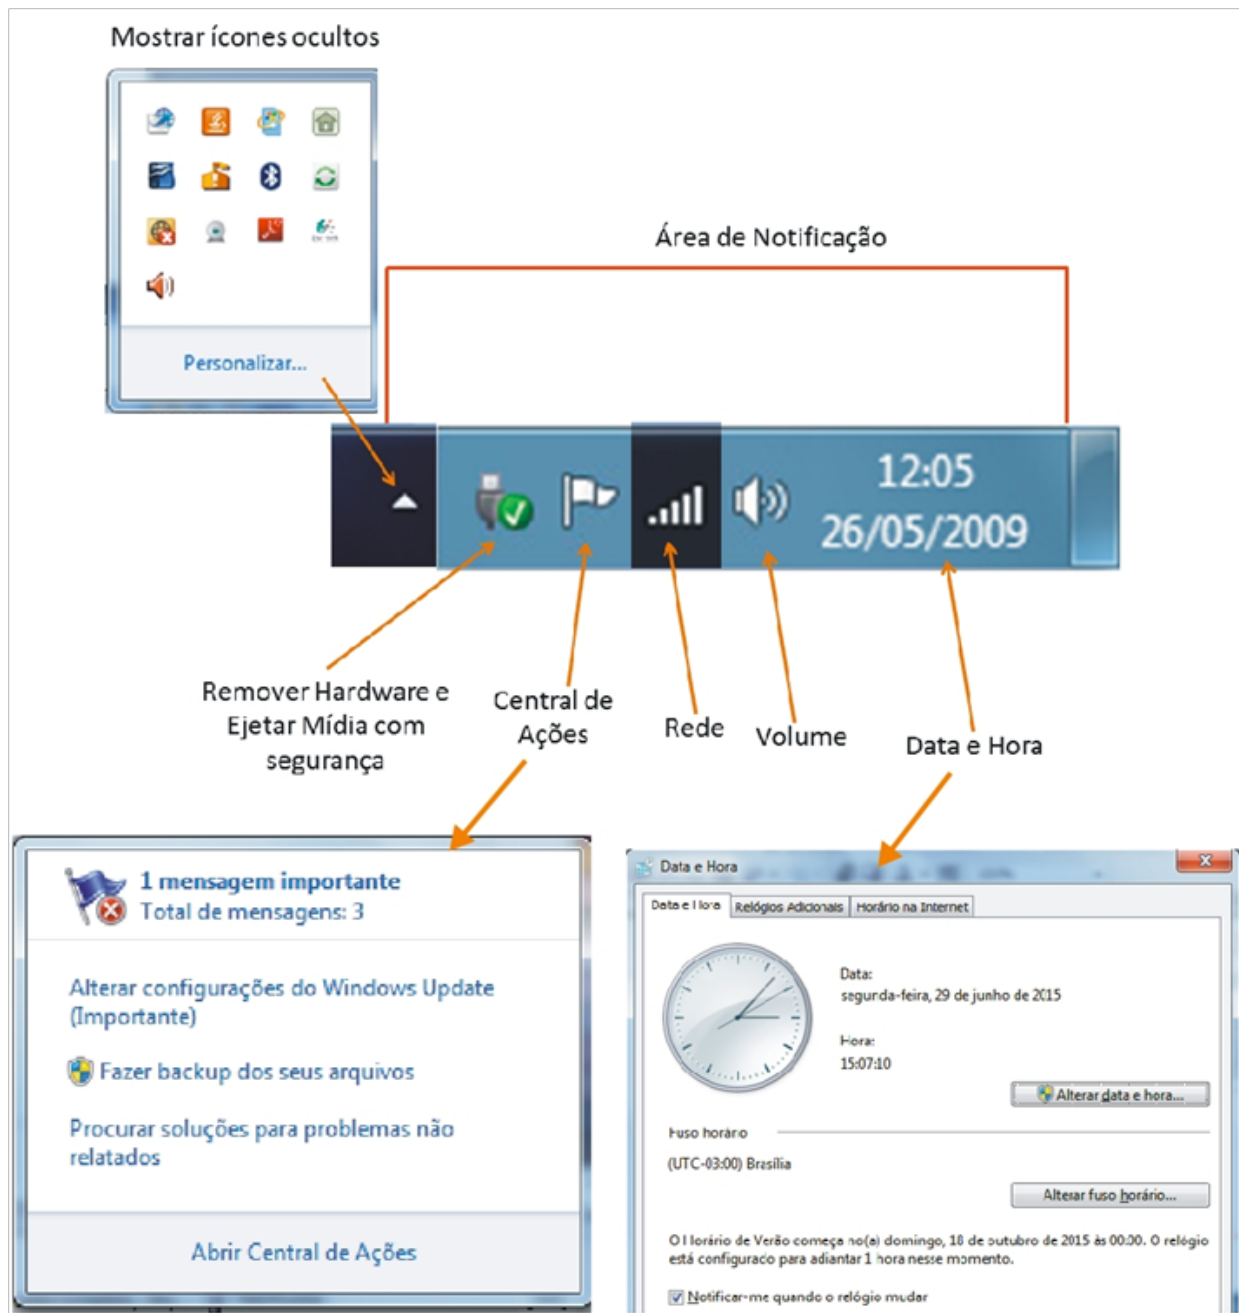 Mostrar ícones ocultos
Personalizar...
Área de Notificação
12:05
26/05/2009
Remover Hardware e
Ejetar Mídia com
segurança
Central de
Ações
Rede
Volume
Data e Hora
1 mensagem importante
Total de mensagens: 3
Alterar configurações do Windows Update
(Importante)
Fazer backup dos seus arquivos
Procurar soluções para problemas não
relatados
Abrir Central de Ações
Data e Hora
Data e Hora
Relógios Adicionais
Horário na Internet
Data:
segunda-feira, 29 de junho de 2015
Hora:
15:07:10
Alterar data e hora...
Fuso horário
(UTC-03:00) Brasília
Alterar fuso horário...
O Horário de Verão começa no(a) domingo, 18 de outubro de 2015 às 00:00. O relógio
está configurado para adiantar 1 hora nesse momento.
Notificar-me quando o relógio mudar